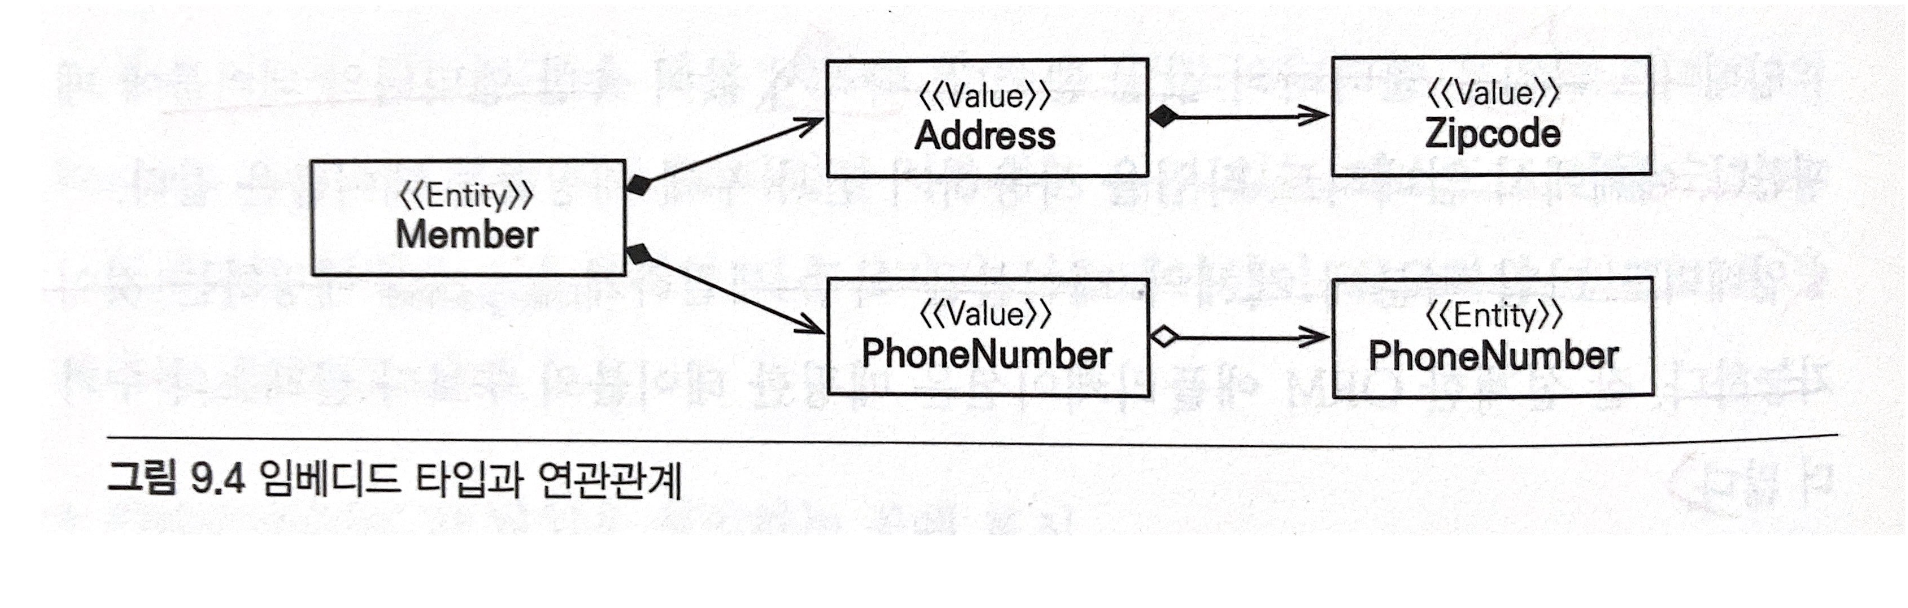 <<Value>>
Address
<<Value>>
Zipcode
<<Entity>>
Member
<<Value>>
PhoneNumber
<<Entity>>
PhoneNumber
그림 9.4 임베디드 타입과 연관관계